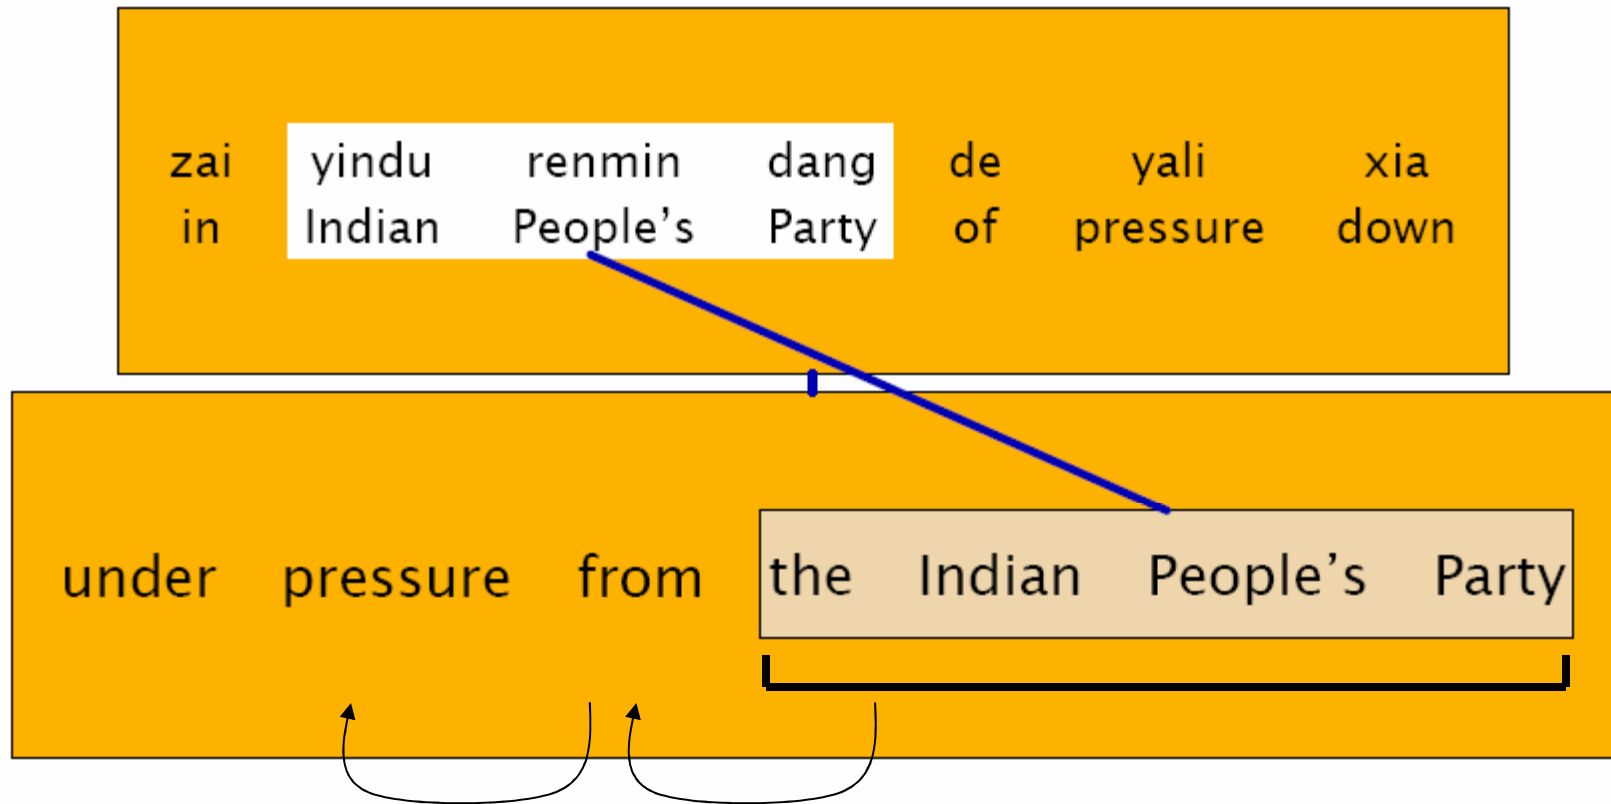 zai yindu renmin dang de yali xia
in Indian People's Party of pressure down
under pressure from the Indian People's Party